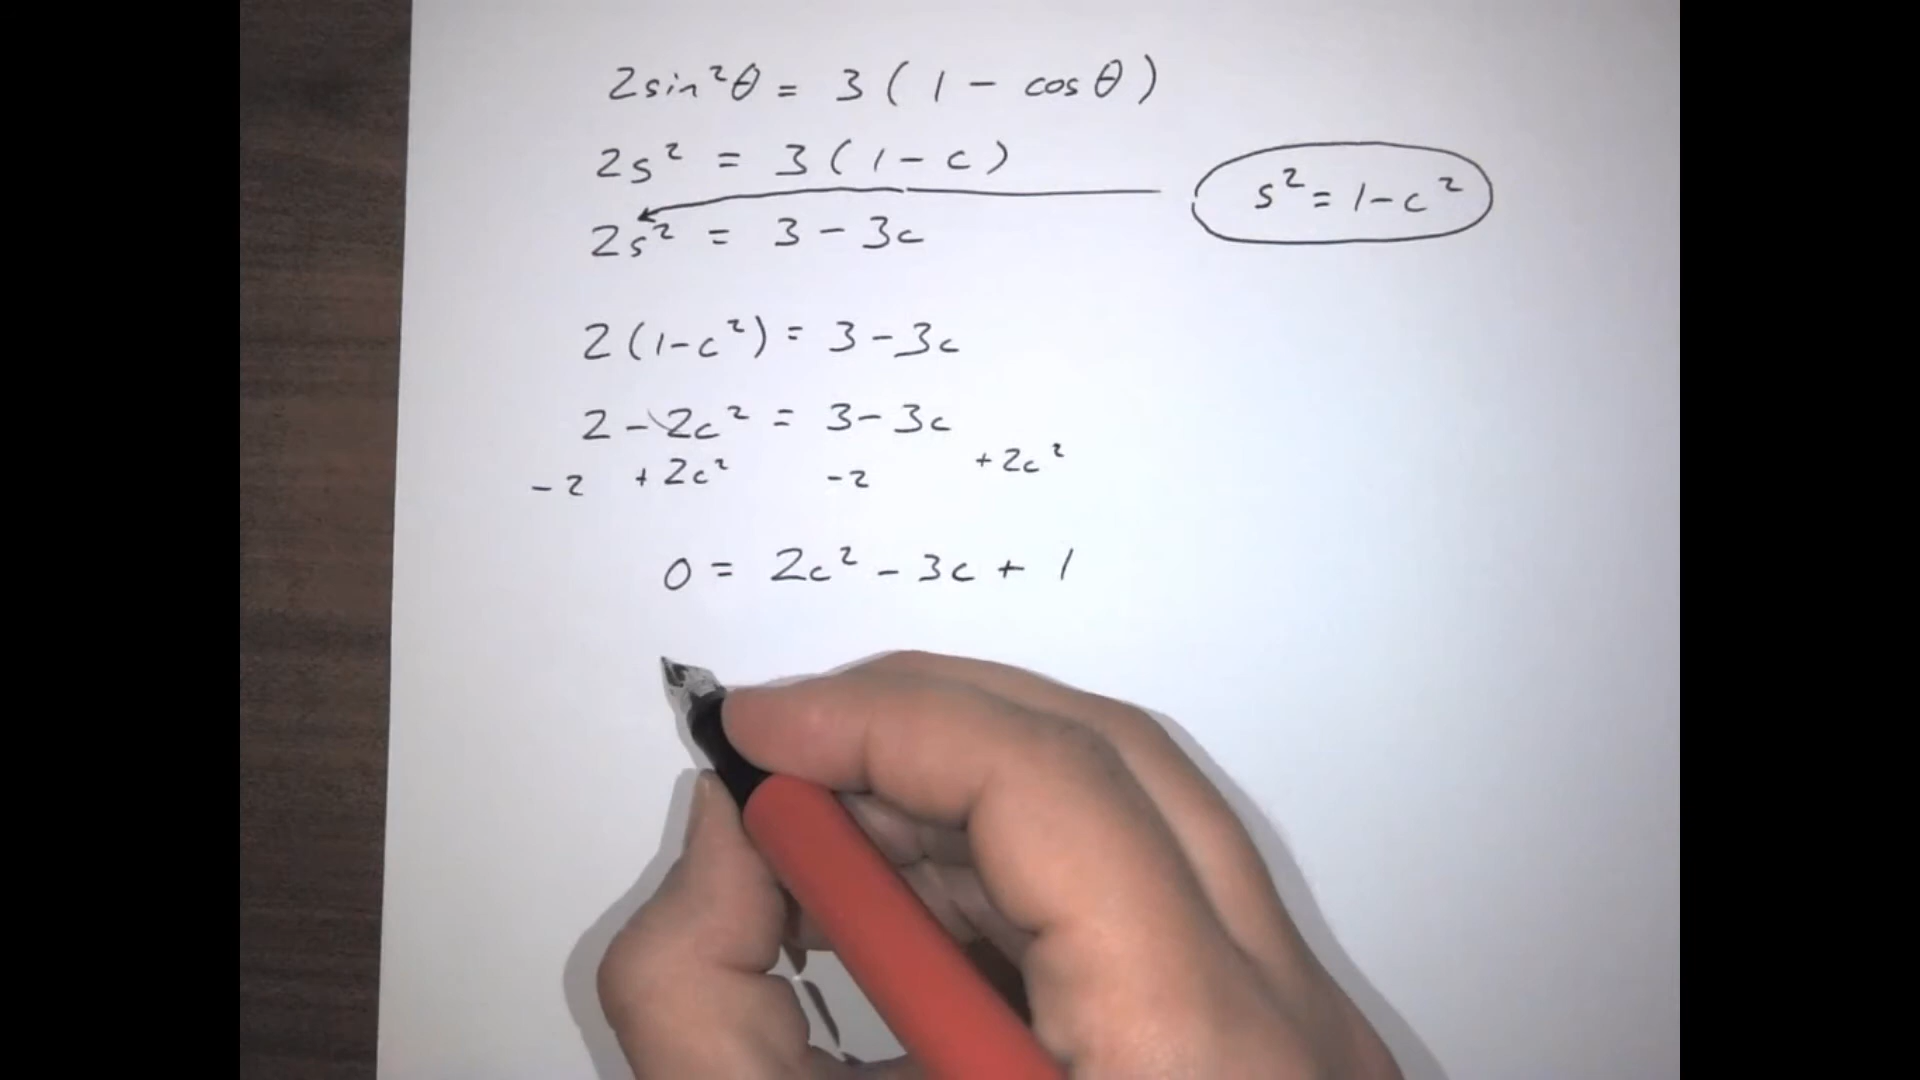 2sin²θ = 3(1 - cosθ)
2s² = 3(1 - c)
s² = 1 - c²
2s² = 3 - 3c
2(1-c²) = 3 - 3c
2 - 2c² = 3 - 3c
-2 +2c² -2 +2c²
0 = 2c² - 3c + 1